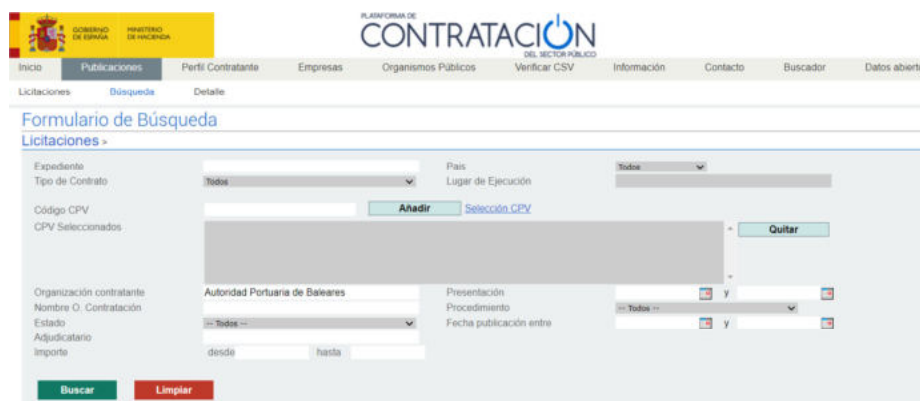 GOBIERNO DE ESPAÑA MINISTERIO DE HACIENDA
PLATAFORMA DE
CONTRATACIÓN
DEL SECTOR PÚBLICO
Inicio Publicaciones Perfil Contratante Empresas Organismos Públicos Verificar CSV Información Contacto Buscador Datos abiert
Licitaciones Búsqueda Detalle
Formulario de Búsqueda
Licitaciones »
Expediente País Todos
Tipo de Contrato Todos Lugar de Ejecución
Código CPV Añadir Selección CPV
CPV Seleccionados Quitar
Organización contratante Autoridad Portuaria de Baleares Presentación y
Nombre O. Contratación Procedimiento -- Todos --
Estado -- Todos -- Fecha publicación entre y
Adjudicatario
Importe desde hasta
Buscar Limpiar